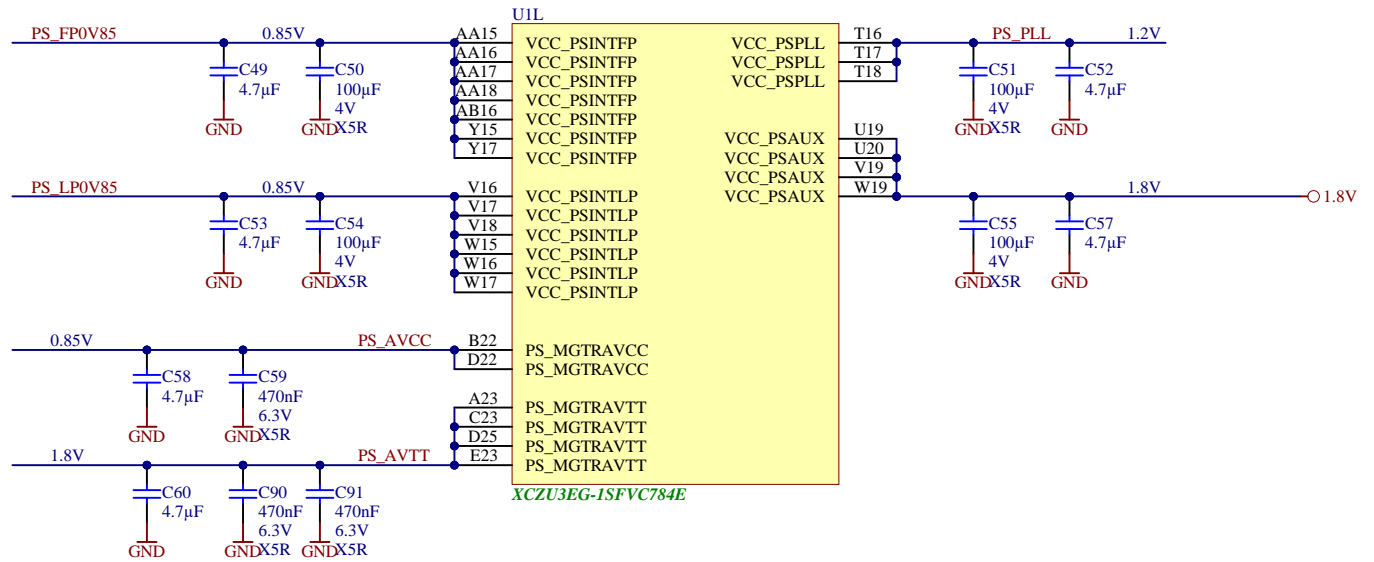 U1L
PS_FP0V85
0.85V
C49
4.7µF
GND
C50
100µF
4V
X5R
GND
AA15
AA16
AA17
AA18
AB16
Y15
Y17
VCC_PSINTFP
VCC_PSINTFP
VCC_PSINTFP
VCC_PSINTFP
VCC_PSINTFP
VCC_PSINTFP
VCC_PSINTFP
PS_LP0V85
0.85V
C53
4.7µF
GND
C54
100µF
4V
X5R
GND
V16
V17
V18
W15
W16
W17
VCC_PSINTLP
VCC_PSINTLP
VCC_PSINTLP
VCC_PSINTLP
VCC_PSINTLP
VCC_PSINTLP
0.85V
PS_AVCC
C58
4.7µF
GND
C59
470nF
6.3V
X5R
GND
B22
D22
PS_MGTRAVCC
PS_MGTRAVCC
A23
C23
D25
E23
PS_MGTRAVTT
PS_MGTRAVTT
PS_MGTRAVTT
PS_MGTRAVTT
1.8V
PS_AVTT
C60
4.7µF
GND
C90
470nF
6.3V
X5R
GND
C91
470nF
6.3V
X5R
GND
VCC_PSPLL
VCC_PSPLL
VCC_PSPLL
T16
T17
T18
PS_PLL
1.2V
C51
100µF
4V
X5R
GND
C52
4.7µF
GND
VCC_PSAUX
VCC_PSAUX
VCC_PSAUX
VCC_PSAUX
U19
U20
V19
W19
1.8V
1.8V
C55
100µF
4V
X5R
GND
C57
4.7µF
GND
XCZU3EG-1SFVC784E